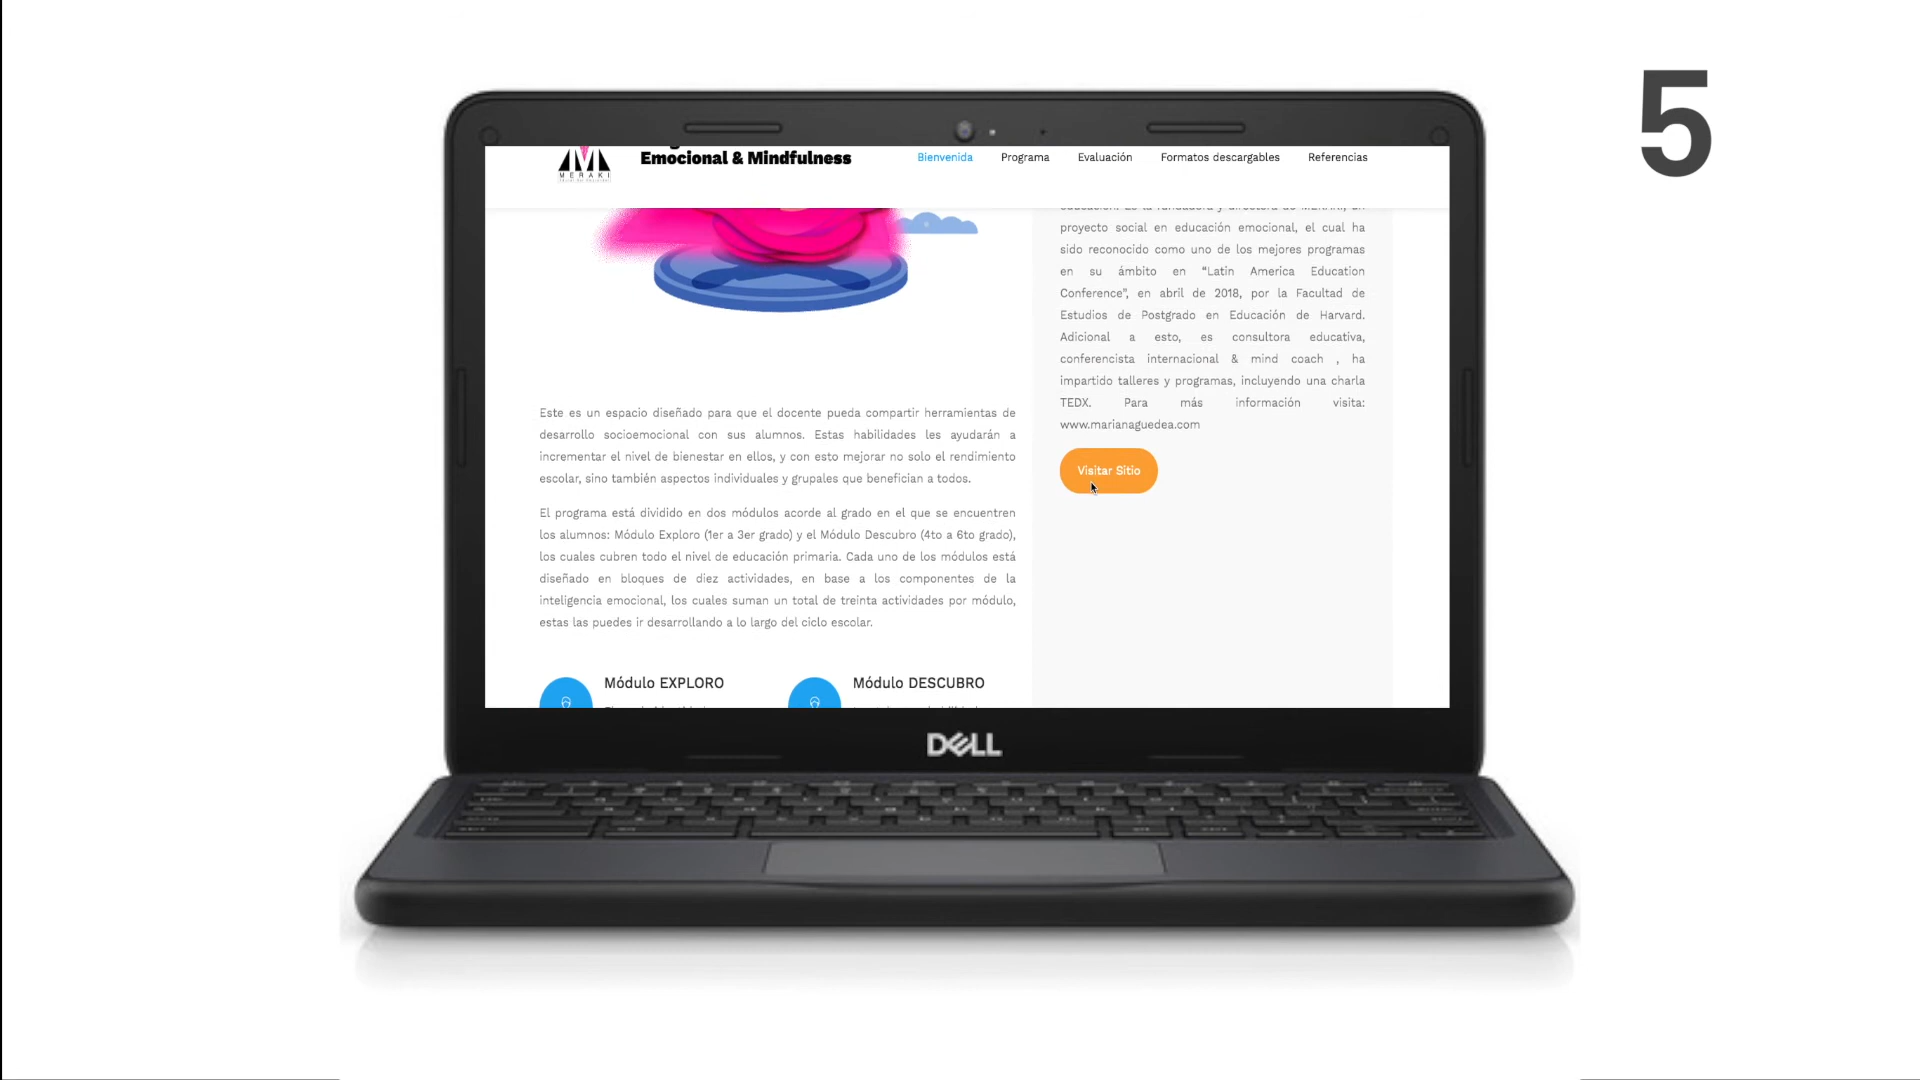 5
MERAKI
Emocional & Mindfulness
Bienvenida Programa Evaluación Formatos descargables Referencias
proyecto social en educación emocional, el cual ha
sido reconocido como uno de los mejores programas
en su ámbito en “Latin America Education
Conference”, en abril de 2018, por la Facultad de
Estudios de Postgrado en Educación de Harvard.
Adicional a esto, es consultora educativa,
conferencista internacional & mind coach , ha
impartido talleres y programas, incluyendo una charla
TEDX. Para más información visita:
www.marianaguedea.com
Visitar Sitio
Este es un espacio diseñado para que el docente pueda compartir herramientas de
desarrollo socioemocional con sus alumnos. Estas habilidades les ayudarán a
incrementar el nivel de bienestar en ellos, y con esto mejorar no solo el rendimiento
escolar, sino también aspectos individuales y grupales que benefician a todos.
El programa está dividido en dos módulos acorde al grado en el que se encuentren
los alumnos: Módulo Exploro (1er a 3er grado) y el Módulo Descubro (4to a 6to grado),
los cuales cubren todo el nivel de educación primaria. Cada uno de los módulos está
diseñado en bloques de diez actividades, en base a los componentes de la
inteligencia emocional, los cuales suman un total de treinta actividades por módulo,
estas las puedes ir desarrollando a lo largo del ciclo escolar.
Módulo EXPLORO
Módulo DESCUBRO
DELL